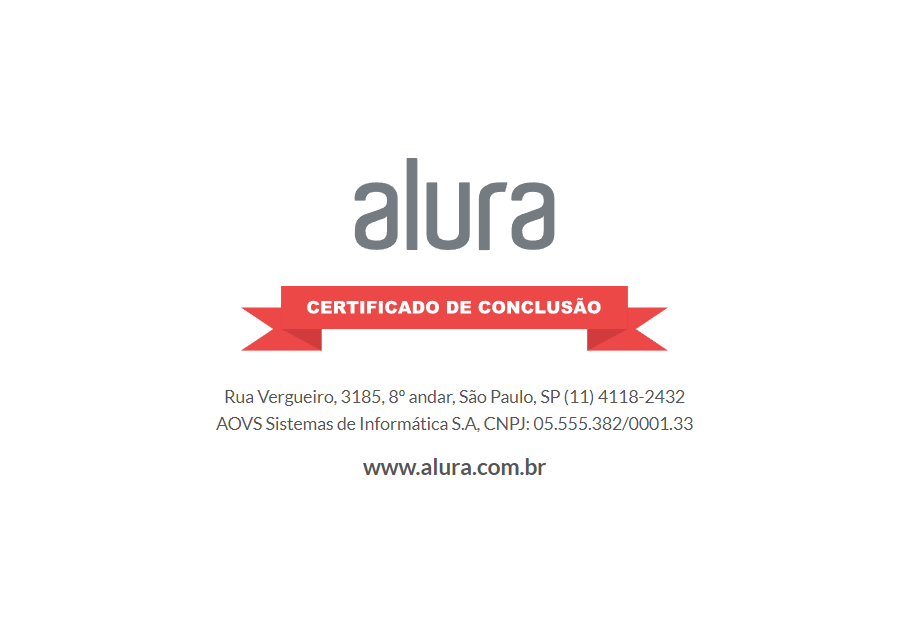 alura
CERTIFICADO DE CONCLUSÃO
Rua Vergueiro, 3185, 8º andar, São Paulo, SP (11) 4118-2432
AOVS Sistemas de Informática S.A, CNPJ: 05.555.382/0001.33
www.alura.com.br